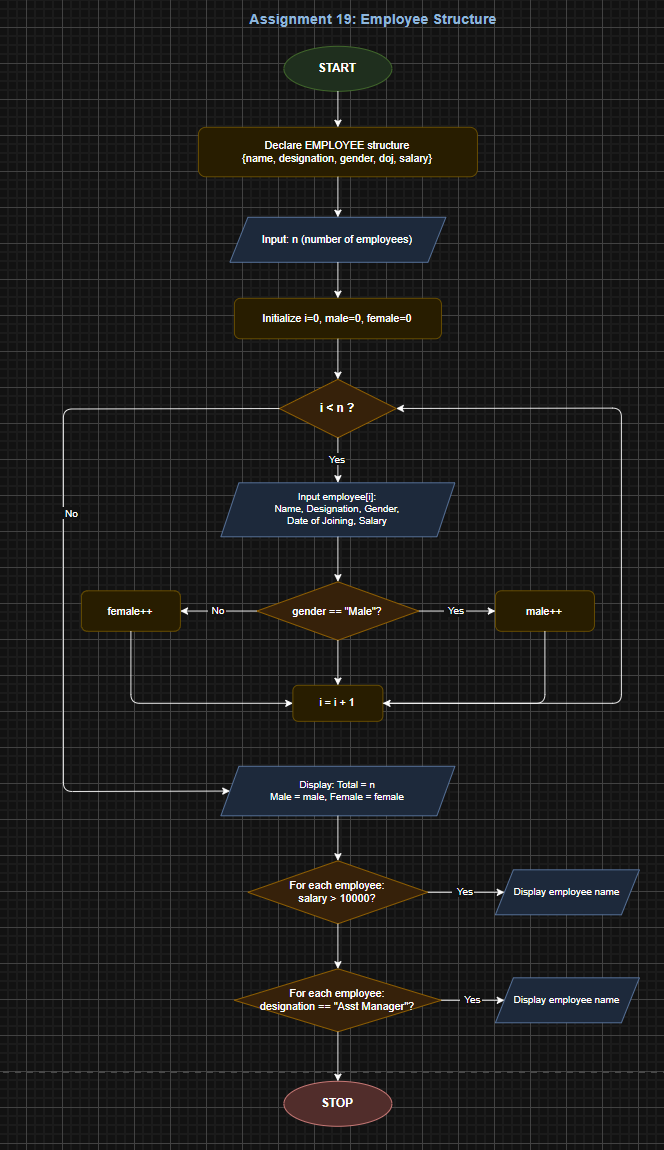 Assignment 19: Employee Structure
START
Declare EMPLOYEE structure
{name, designation, gender, doj, salary}
Input: n (number of employees)
Initialize i=0, male=0, female=0
i < n ?
Yes
Input employee[i]:
Name, Designation, Gender,
Date of Joining, Salary
No
female++
No
gender == "Male"?
Yes
male++
i = i + 1
Display: Total = n
Male = male, Female = female
For each employee:
salary > 10000?
Yes
Display employee name
For each employee:
designation == "Asst Manager"?
Yes
Display employee name
STOP